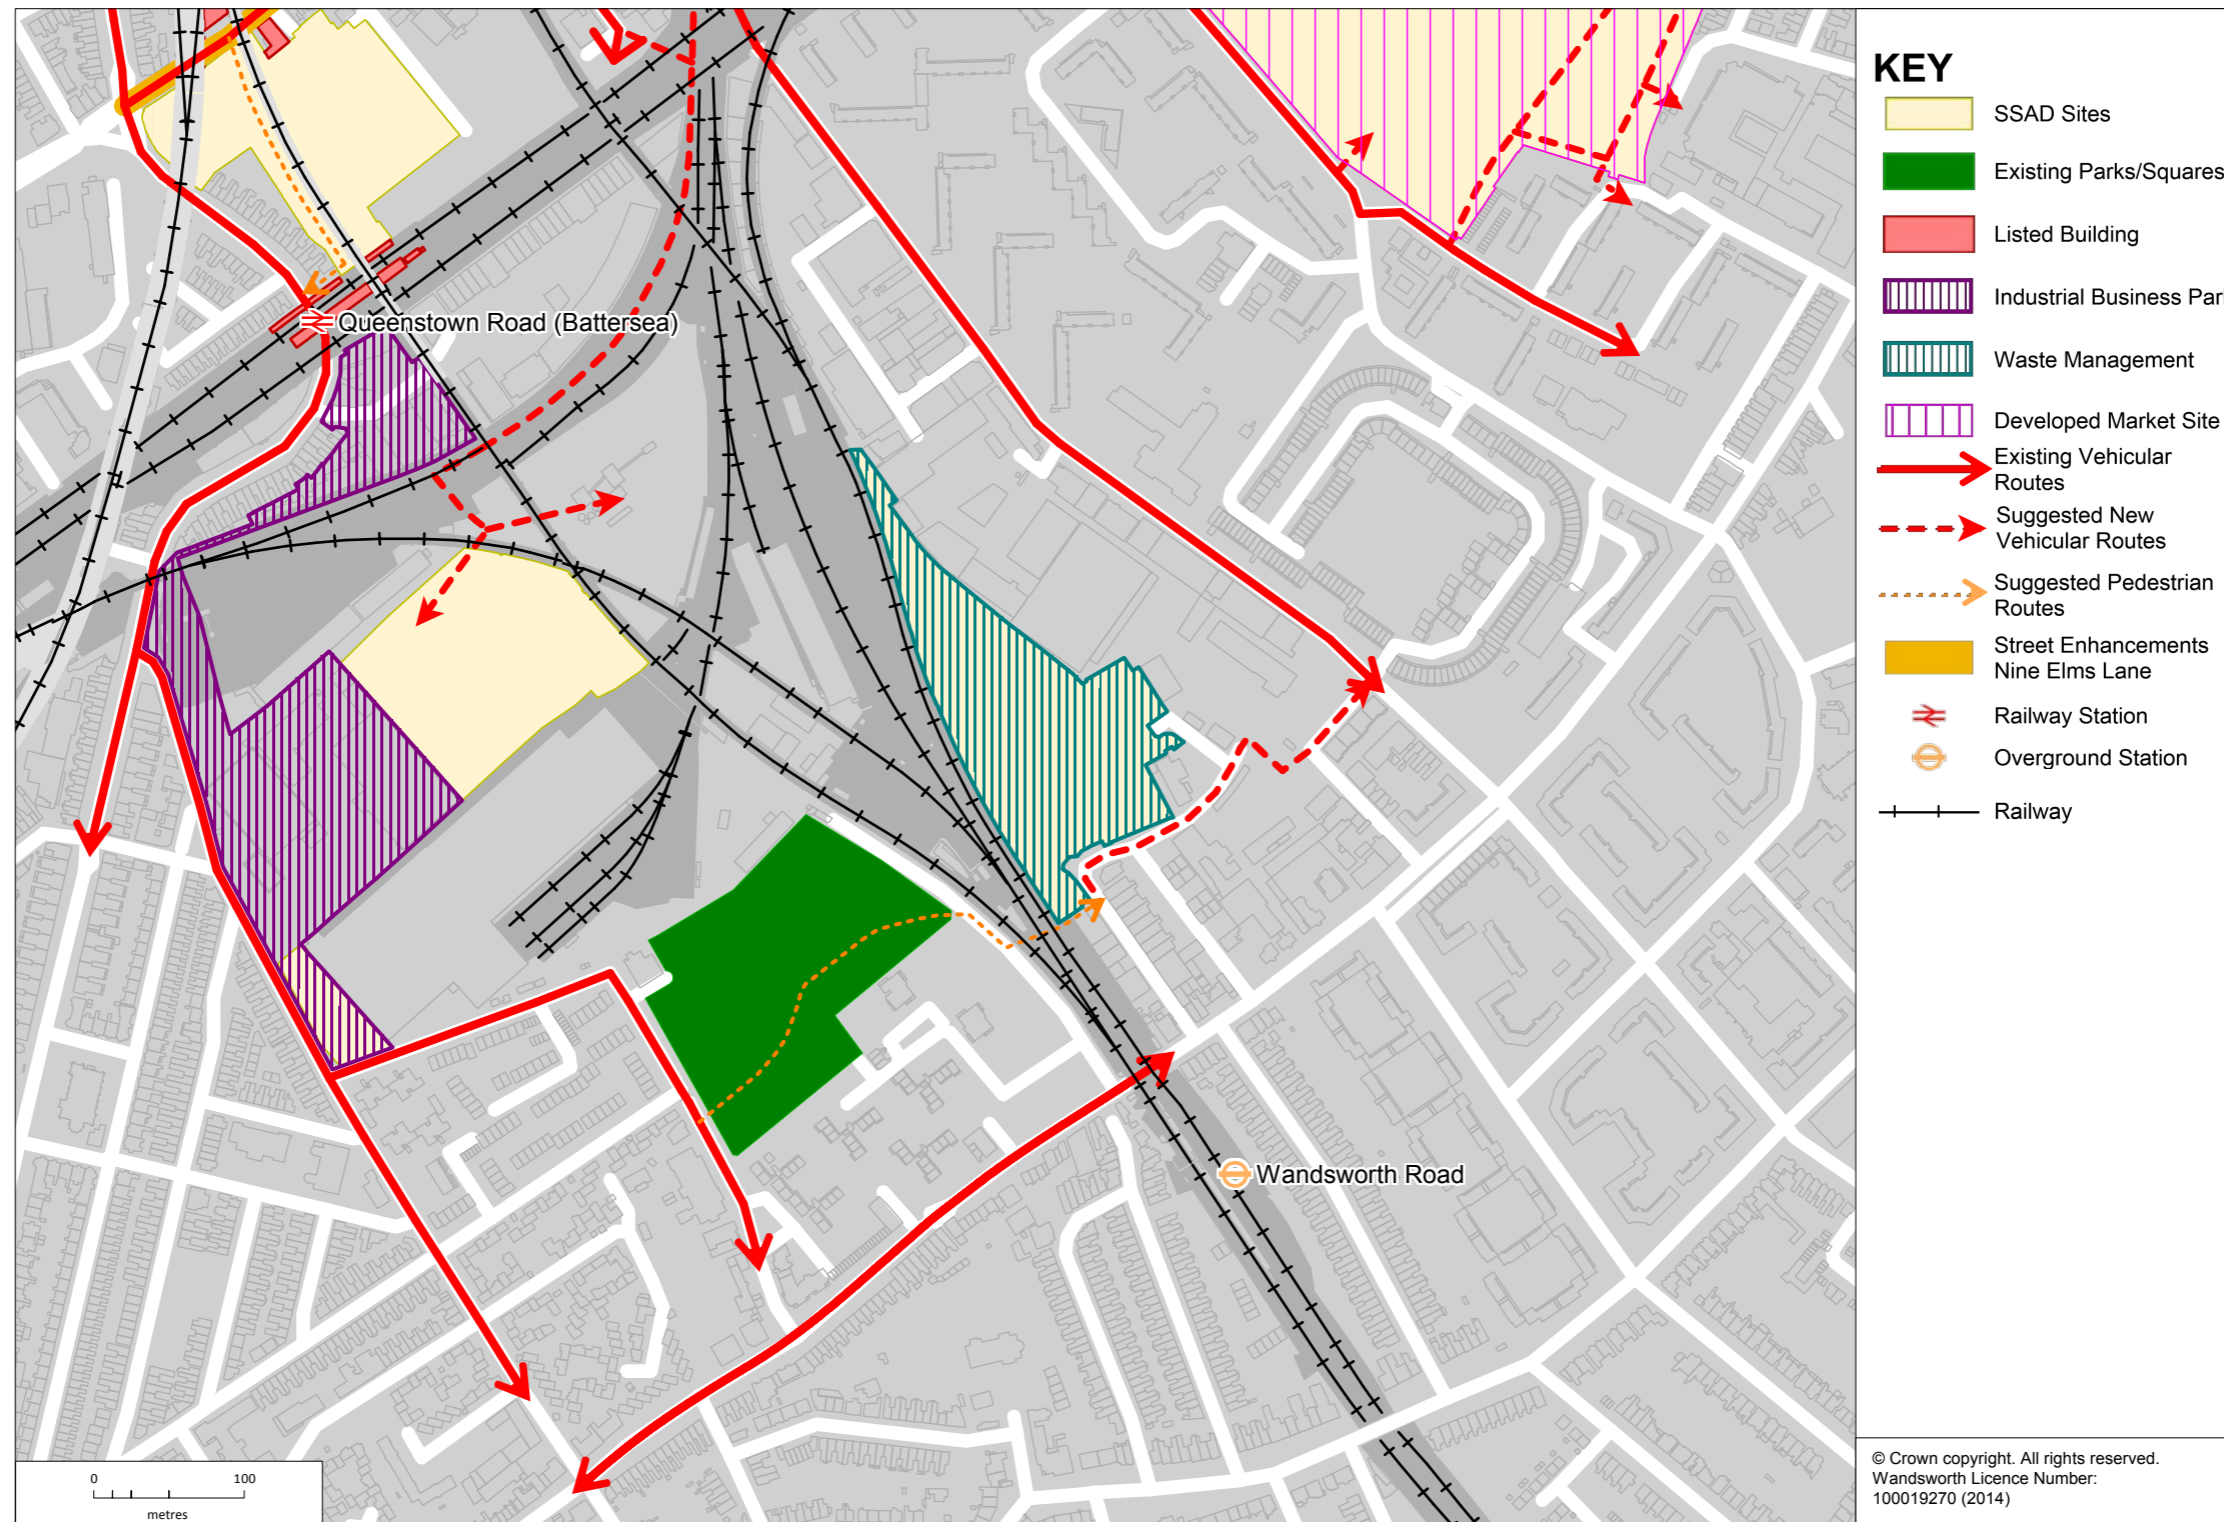 Queenstown Road (Battersea)
Wandsworth Road
0 100
metres
KEY
SSAD Sites
Existing Parks/Squares
Listed Building
Industrial Business Par
Waste Management
Developed Market Site
Existing Vehicular
Routes
Suggested New
Vehicular Routes
Suggested Pedestrian
Routes
Street Enhancements
Nine Elms Lane
Railway Station
Overground Station
Railway
© Crown copyright. All rights reserved.
Wandsworth Licence Number:
100019270 (2014)